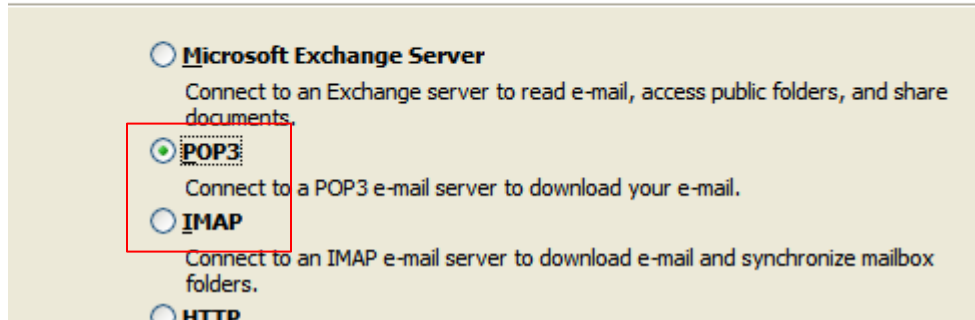 Microsoft Exchange Server
Connect to an Exchange server to read e-mail, access public folders, and share
documents.
POP3
Connect to a POP3 e-mail server to download your e-mail.
IMAP
Connect to an IMAP e-mail server to download e-mail and synchronize mailbox
folders.
HTTP